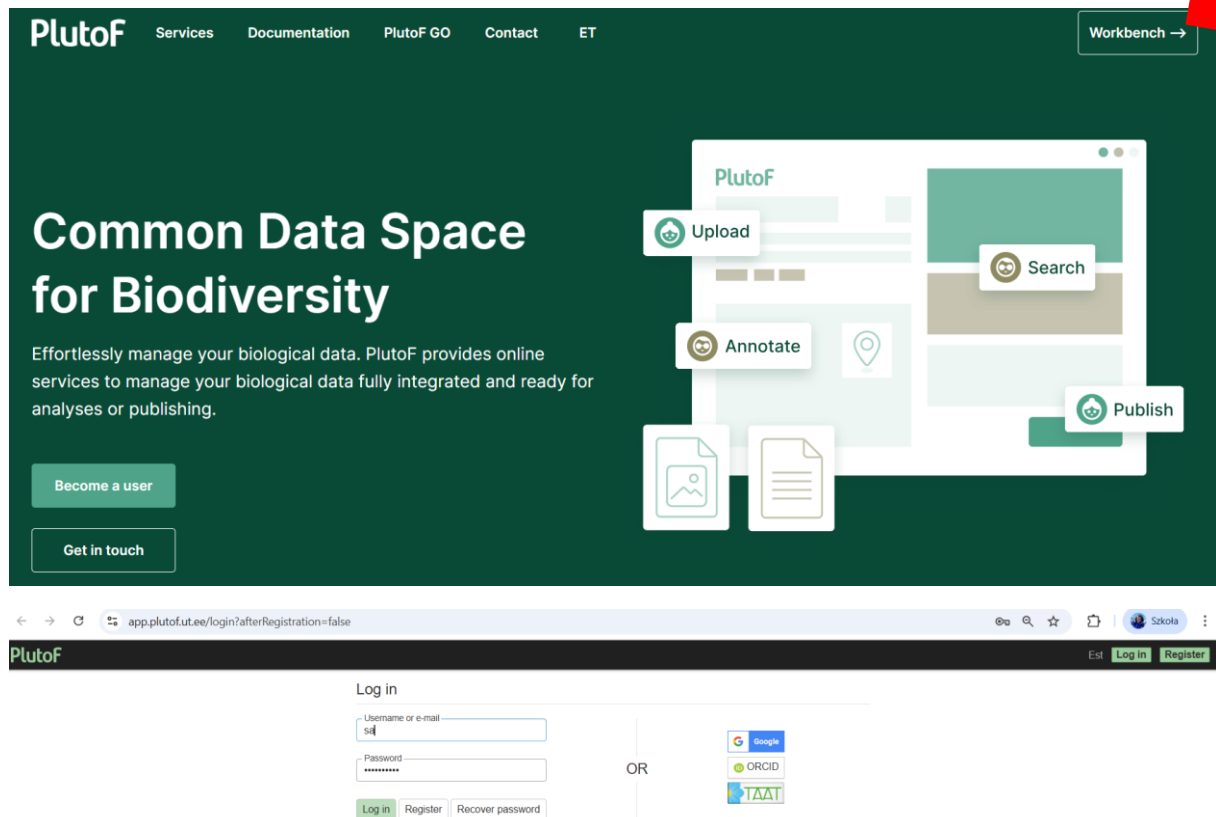 PlutoF Services Documentation PlutoF GO Contact ET Workbench →
PlutoF
Upload
Search
Annotate
Publish
Common Data Space
for Biodiversity
Effortlessly manage your biological data. PlutoF provides online
services to manage your biological data fully integrated and ready for
analyses or publishing.
Become a user
Get in touch
app.plutof.ut.ee/login?afterRegistration=false Szkoła
PlutoF Est Log in Register
Log in
Username or e-mail
sa
Password
••••••••••
Log in Register Recover password
OR
G Google
iD ORCID
TAAT